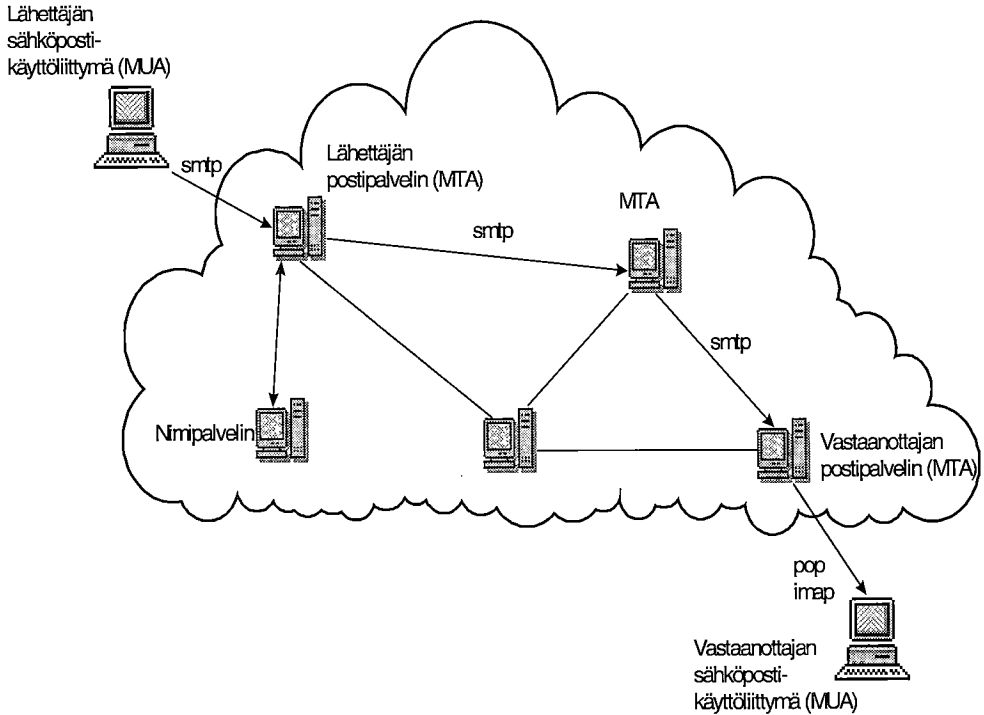 Lähettäjän
sähköposti-
käyttöliittymä (MUA)
smtp
Lähettäjän
postipalvelin (MTA)
MTA
smtp
smtp
Nimipalvelin
Vastaanottajan
postipalvelin (MTA)
pop
imap
Vastaanottajan
sähköposti-
käyttöliittymä (MUA)